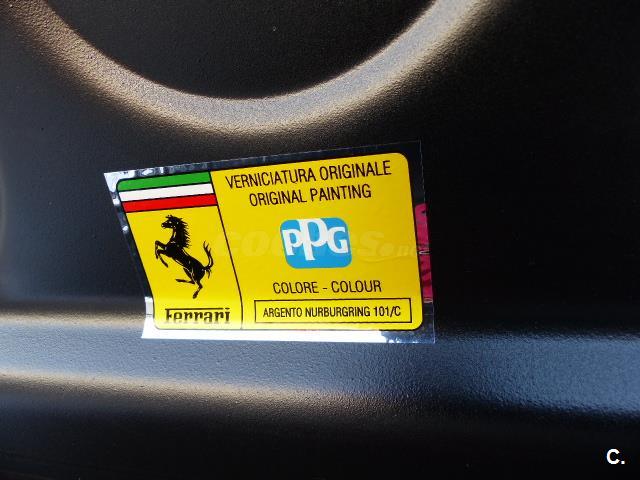 VERNICIATURA ORIGINALE
ORIGINAL PAINTING
PPG
COLORE - COLOUR
ARGENTO NURBURGRING 101/C
Ferrari
C.